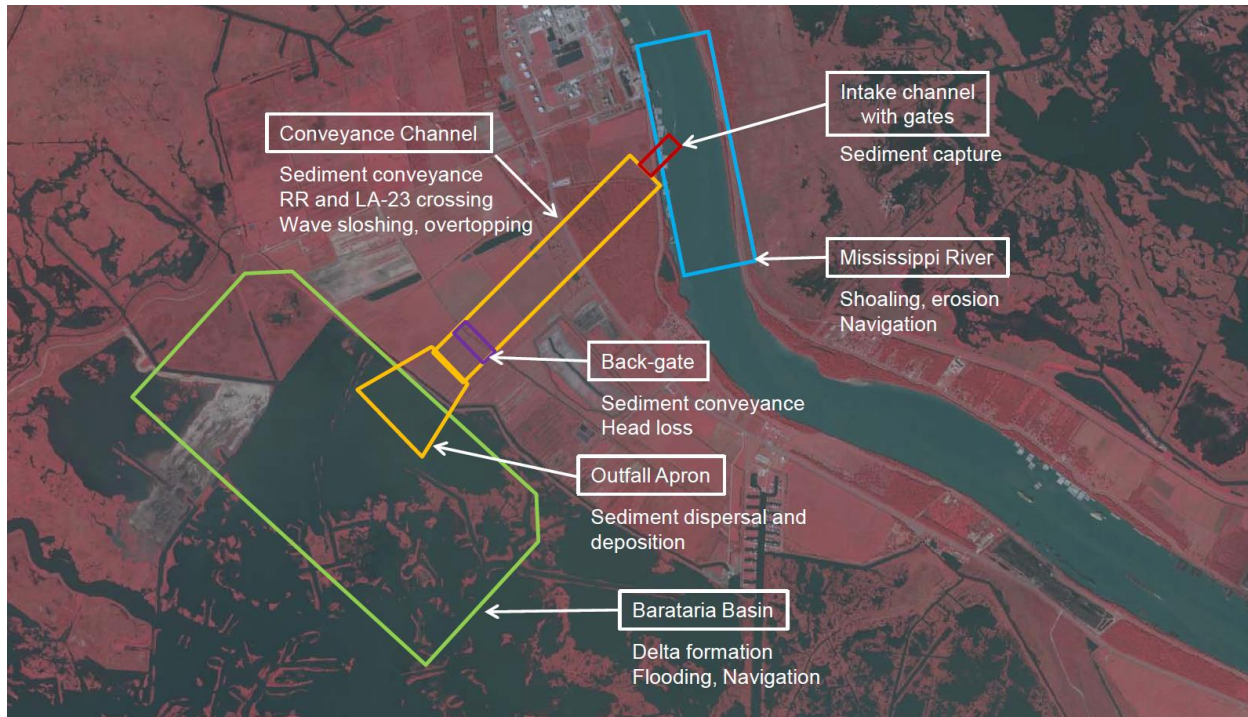 Conveyance Channel
Sediment conveyance
RR and LA-23 crossing
Wave sloshing, overtopping
Intake channel
with gates
Sediment capture
Mississippi River
Shoaling, erosion
Navigation
Back-gate
Sediment conveyance
Head loss
Outfall Apron
Sediment dispersal and
deposition
Barataria Basin
Delta formation
Flooding, Navigation